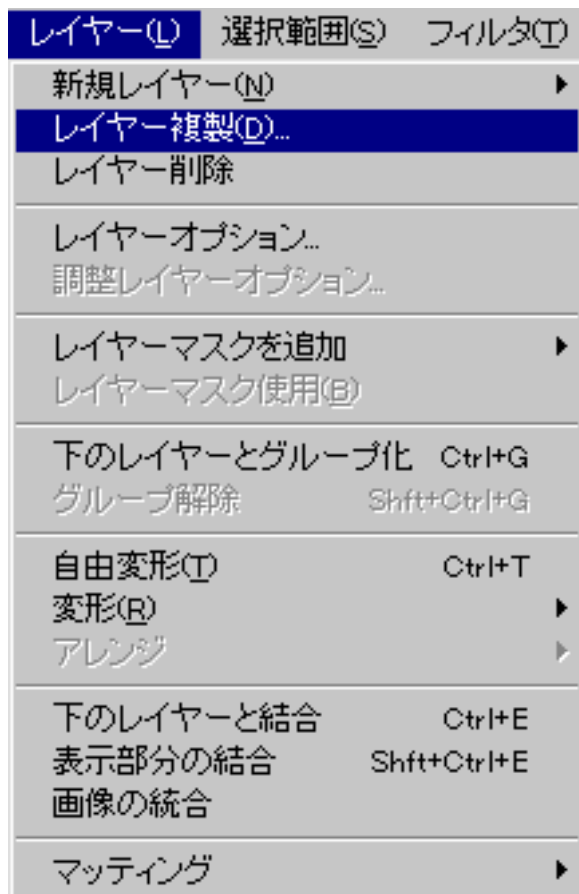 レイヤー(L) 選択範囲(S) フィルタ(T)
新規レイヤー(N)
レイヤー複製(D)...
レイヤー削除
レイヤーオプション...
調整レイヤーオプション...
レイヤーマスクを追加
レイヤーマスク使用(B)
下のレイヤーとグループ化 Ctrl+G
グループ解除 Shft+Ctrl+G
自由変形(T) Ctrl+T
変形(R)
アレンジ
下のレイヤーと結合 Ctrl+E
表示部分の結合 Shft+Ctrl+E
画像の統合
マッティング